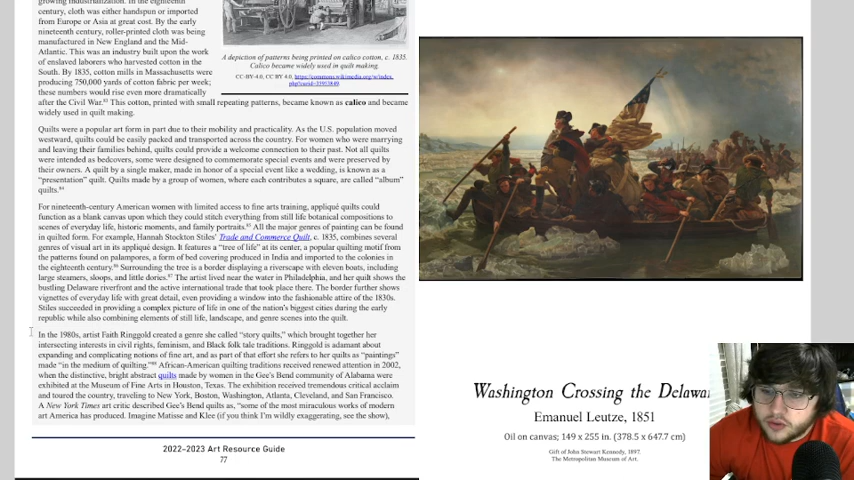 growing industrialization. In the eighteenth
century, cloth was either handspun or imported
from Europe or Asia at great cost. By the early
nineteenth century, roller-printed cloth was being
manufactured in New England and the Mid-
Atlantic. This was an industry built upon the work
of enslaved laborers who harvested cotton in the
South. By 1835, cotton mills in Massachusetts were
producing 750,000 yards of cotton fabric per week;
these numbers would rise even more dramatically
after the Civil War.⁸³ This cotton, printed with small repeating patterns, became known as calico and became
widely used in quilt making.
A depiction of patterns being printed on calico cotton, c. 1835.
Calico became widely used in quilt making.
CC-BY-4.0, CC BY 4.0, https://commons.wikimedia.org/w/index.
php?curid=35993849.
Quilts were a popular art form in part due to their mobility and practicality. As the U.S. population moved
westward, quilts could be easily packed and transported across the country. For women who were marrying
and leaving their families behind, quilts could provide a welcome connection to their past. Not all quilts
were intended as bedcovers, some were designed to commemorate special events and were preserved by
their owners. A quilt by a single maker, made in honor of a special event like a wedding, is known as a
“presentation” quilt. Quilts made by a group of women, where each contributes a square, are called “album”
quilts.⁸⁴
For nineteenth-century American women with limited access to fine arts training, appliqué quilts could
function as a blank canvas upon which they could stitch everything from still life botanical compositions to
scenes of everyday life, historic moments, and family portraits.⁸⁵ All the major genres of painting can be found
in quilted form. For example, Hannah Stockton Stiles’ Trade and Commerce Quilt, c. 1835, combines several
genres of visual art in its appliqué design. It features a “tree of life” at its center, a popular quilting motif from
the patterns found on palampores, a form of bed covering produced in India and imported to the colonies in
the eighteenth century.⁸⁶ Surrounding the tree is a border displaying a riverscape with eleven boats, including
large steamers, sloops, and little dories.⁸⁷ The artist lived near the water in Philadelphia, and her quilt shows the
bustling Delaware riverfront and the active international trade that took place there. The border further shows
vignettes of everyday life with great detail, even providing a window into the fashionable attire of the 1830s.
Stiles succeeded in providing a complex picture of life in one of the nation’s biggest cities during the early
republic while also combining elements of still life, landscape, and genre scenes into the quilt.
In the 1980s, artist Faith Ringgold created a genre she called “story quilts,” which brought together her
intersecting interests in civil rights, feminism, and Black folk tale traditions. Ringgold is adamant about
expanding and complicating notions of fine art, and as part of that effort she refers to her quilts as “paintings”
made “in the medium of quilting.”⁸⁸ African-American quilting traditions received renewed attention in 2002,
when the distinctive, bright abstract quilts made by women in the Gee’s Bend community of Alabama were
exhibited at the Museum of Fine Arts in Houston, Texas. The exhibition received tremendous critical acclaim
and toured the country, traveling to New York, Boston, Washington, Atlanta, Cleveland, and San Francisco.
A New York Times art critic described Gee’s Bend quilts as, “some of the most miraculous works of modern
art America has produced. Imagine Matisse and Klee (if you think I’m wildly exaggerating, see the show),
2022–2023 Art Resource Guide
77
Washington Crossing the Delawar
Emanuel Leutze, 1851
Oil on canvas; 149 x 255 in. (378.5 x 647.7 cm)
Gift of John Stewart Kennedy, 1897.
The Metropolitan Museum of Art.